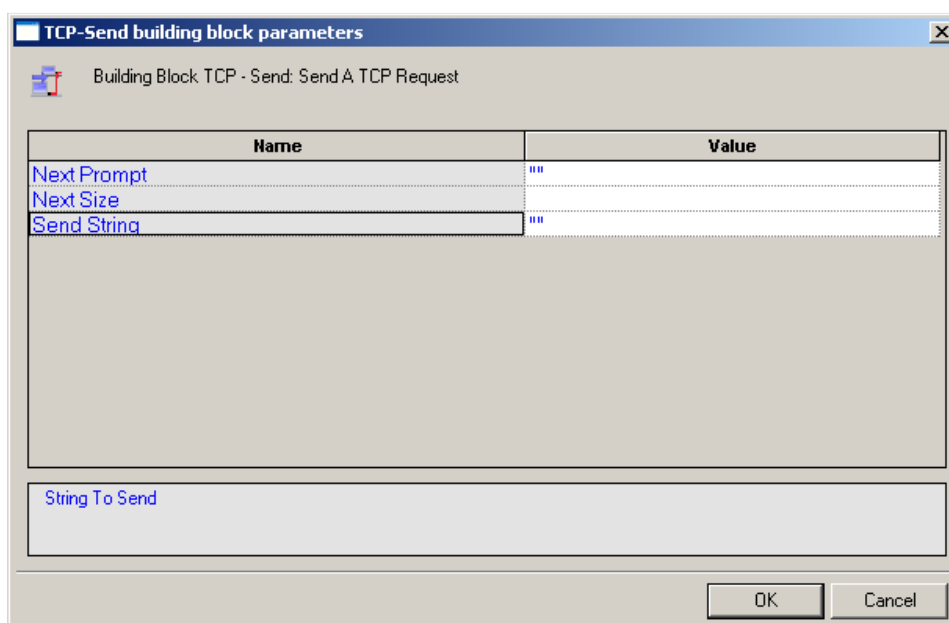 TCP-Send building block parameters
Building Block TCP - Send: Send A TCP Request
Name Value
Next Prompt ""
Next Size
Send String ""
String To Send
OK Cancel